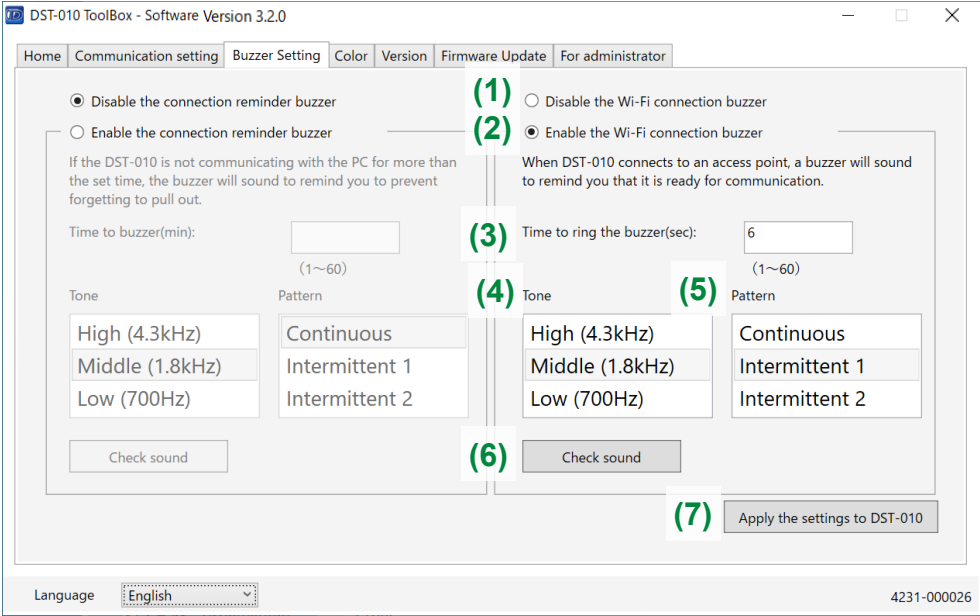 DST-010 ToolBox - Software Version 3.2.0
Home Communication setting Buzzer Setting Color Version Firmware Update For administrator
Disable the connection reminder buzzer
Enable the connection reminder buzzer
If the DST-010 is not communicating with the PC for more than
the set time, the buzzer will sound to remind you to prevent
forgetting to pull out.
Time to buzzer(min):
(1～60)
Tone Pattern
High (4.3kHz) Continuous
Middle (1.8kHz) Intermittent 1
Low (700Hz) Intermittent 2
Check sound
(1) Disable the Wi-Fi connection buzzer
(2) Enable the Wi-Fi connection buzzer
When DST-010 connects to an access point, a buzzer will sound
to remind you that it is ready for communication.
(3) Time to ring the buzzer(sec): 6
(1～60)
(4) Tone (5) Pattern
High (4.3kHz) Continuous
Middle (1.8kHz) Intermittent 1
Low (700Hz) Intermittent 2
(6) Check sound
(7) Apply the settings to DST-010
Language English 4231-000026